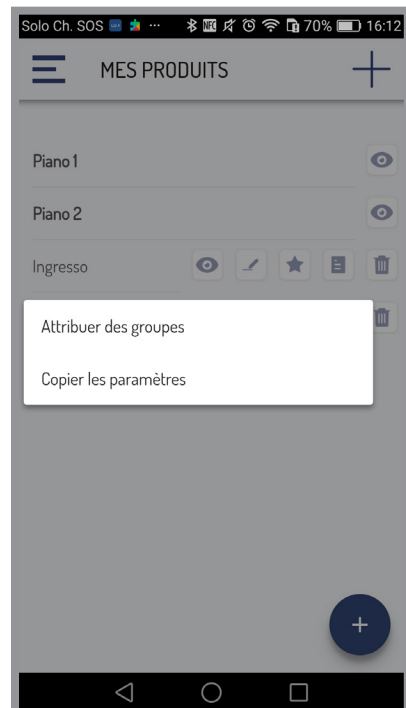 Solo Ch. SOS ... NFC 70% 16:12
MES PRODUITS
Piano 1
Piano 2
Ingresso
Attribuer des groupes
Copier les paramètres